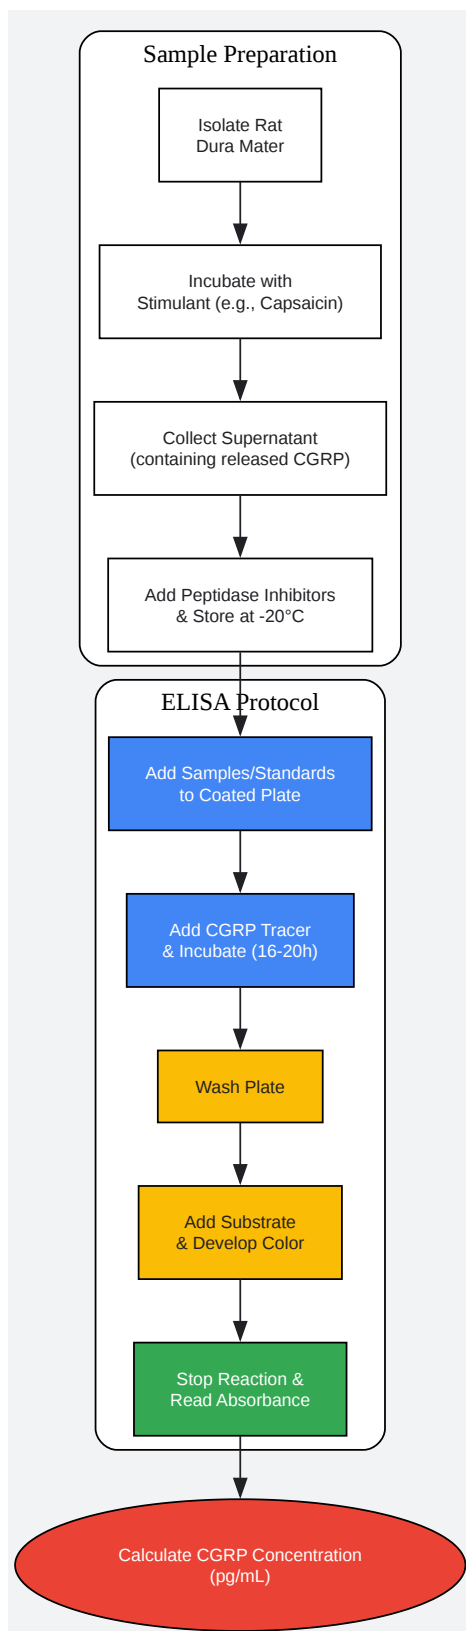 Sample Preparation
Isolate Rat
Dura Mater
Incubate with
Stimulant (e.g., Capsaicin)
Collect Supernatant
(containing released CGRP)
Add Peptidase Inhibitors
& Store at -20°C
ELISA Protocol
Add Samples/Standards
to Coated Plate
Add CGRP Tracer
& Incubate (16-20h)
Wash Plate
Add Substrate
& Develop Color
Stop Reaction &
Read Absorbance
Calculate CGRP Concentration
(pg/mL)